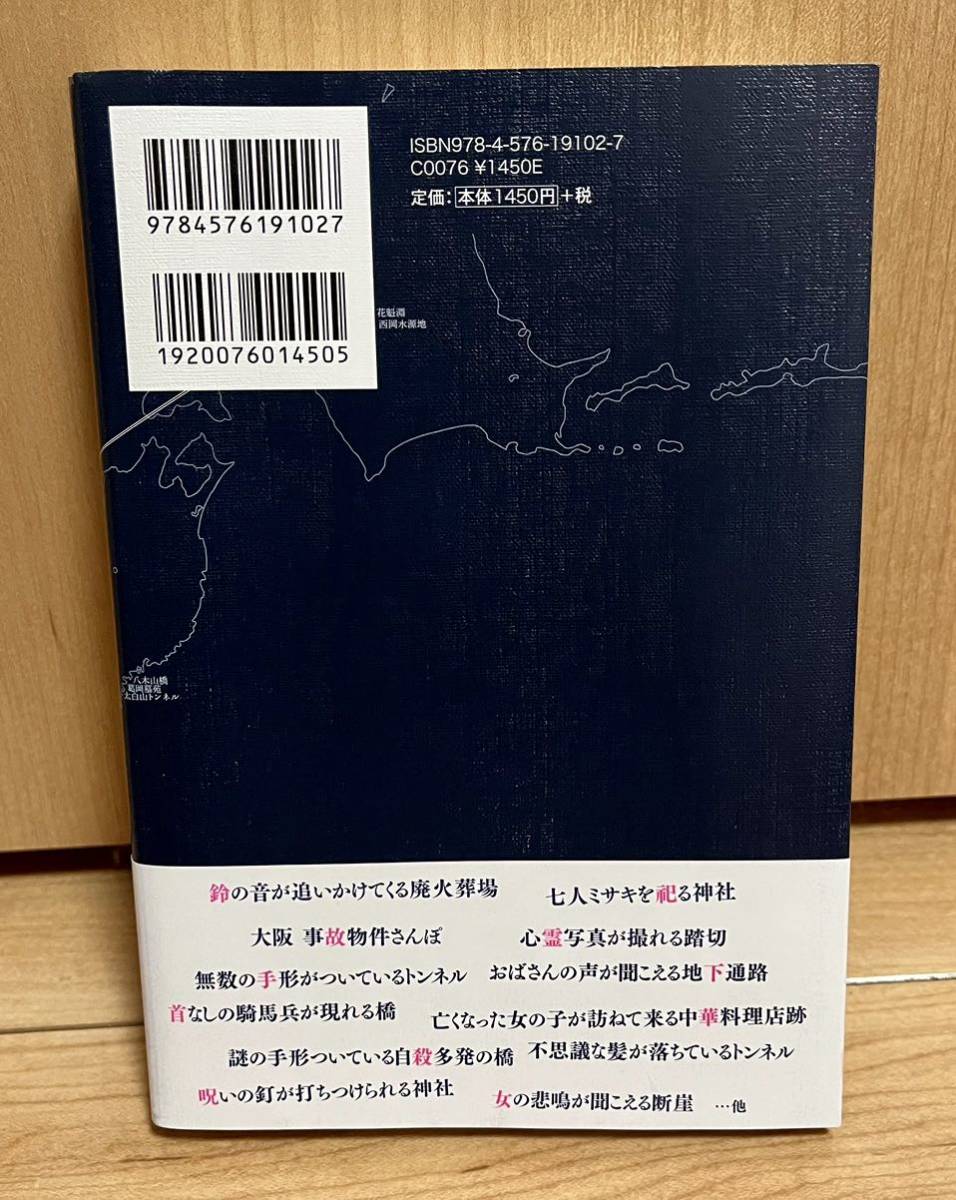 ISBN978-4-576-19102-7
C0076 ¥1450E
定価：本体1450円+税
9784576191027
1920076014505
花魁淵
西岡水源地
八木山橋
葛岡墓苑
太白山トンネル
鈴の音が追いかけてくる廃火葬場
七人ミサキを祀る神社
大阪 事故物件さんぽ
心霊写真が撮れる踏切
無数の手形がついているトンネル
おばさんの声が聞こえる地下通路
首なしの騎馬兵が現れる橋
亡くなった女の子が訪ねて来る中華料理店跡
謎の手形ついている自殺多発の橋
不思議な髪が落ちているトンネル
呪いの釘が打ちつけられる神社
女の悲鳴が聞こえる断崖
…他